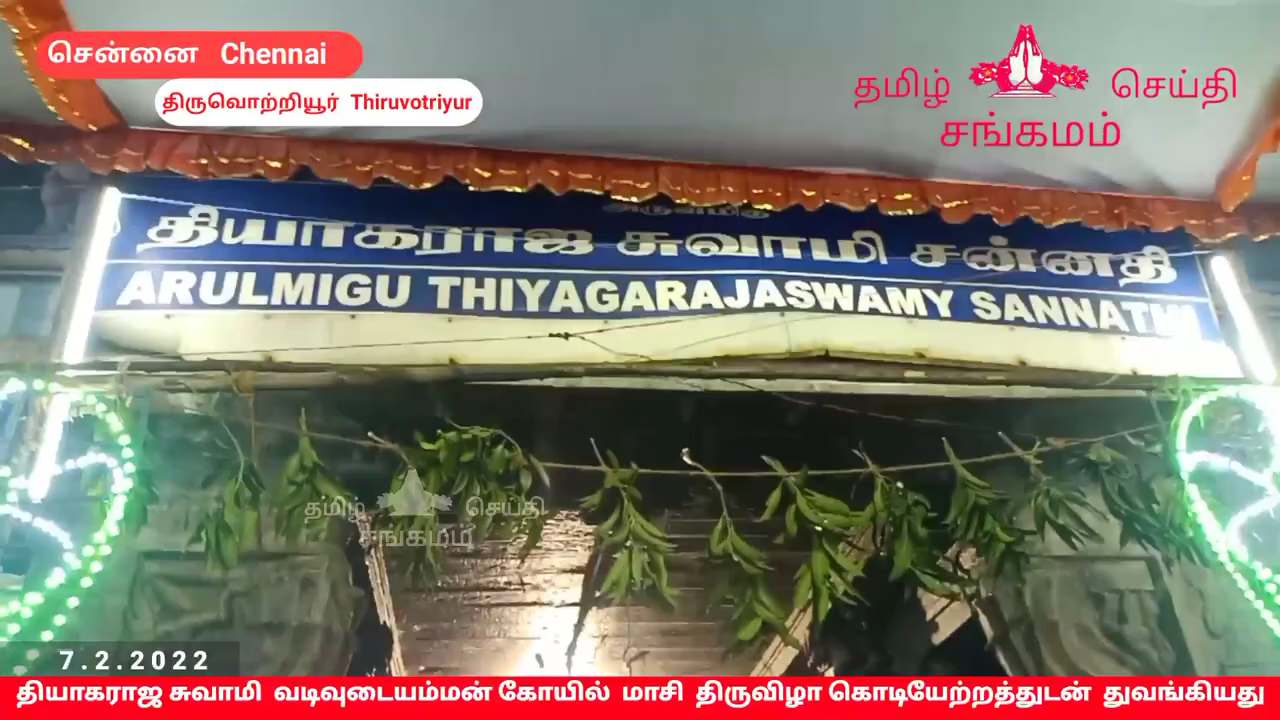 சென்னை Chennai
திருவொற்றியூர் Thiruvotriyur
தமிழ் செய்தி
சங்கமம்
தியாகராஜ சுவாமி சன்னதி
ARULMIGU THIYAGARAJASWAMY SANNATHI
தமிழ் செய்தி
சங்கமம்
7.2.2022
தியாகராஜ சுவாமி வடிவுடையம்மன் கோயில் மாசி திருவிழா கொடியேற்றத்துடன் துவங்கியது